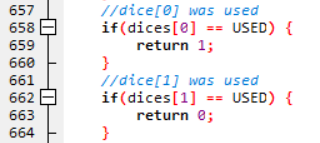 657 //dice[0] was used
658 if(dices[0] == USED) {
659 return 1;
660 }
661 //dice[1] was used
662 if(dices[1] == USED) {
663 return 0;
664 }